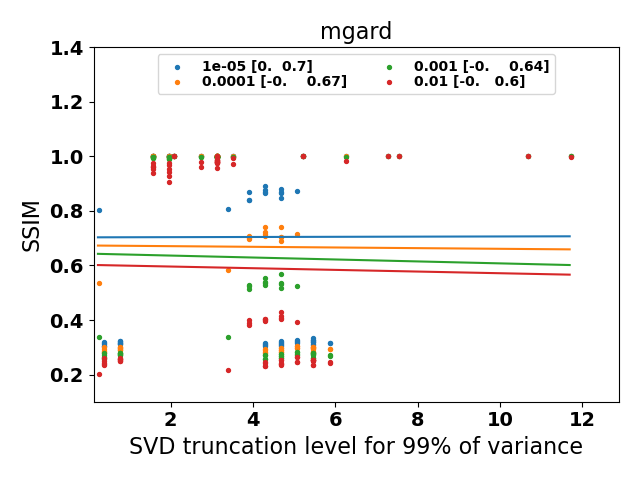 mgard
1e-05 [0.  0.7]
0.0001 [-0.    0.67]
0.001 [-0.    0.64]
0.01 [-0.   0.6]
SSIM
1.4
1.2
1.0
0.8
0.6
0.4
0.2
2 4 6 8 10 12
SVD truncation level for 99% of variance